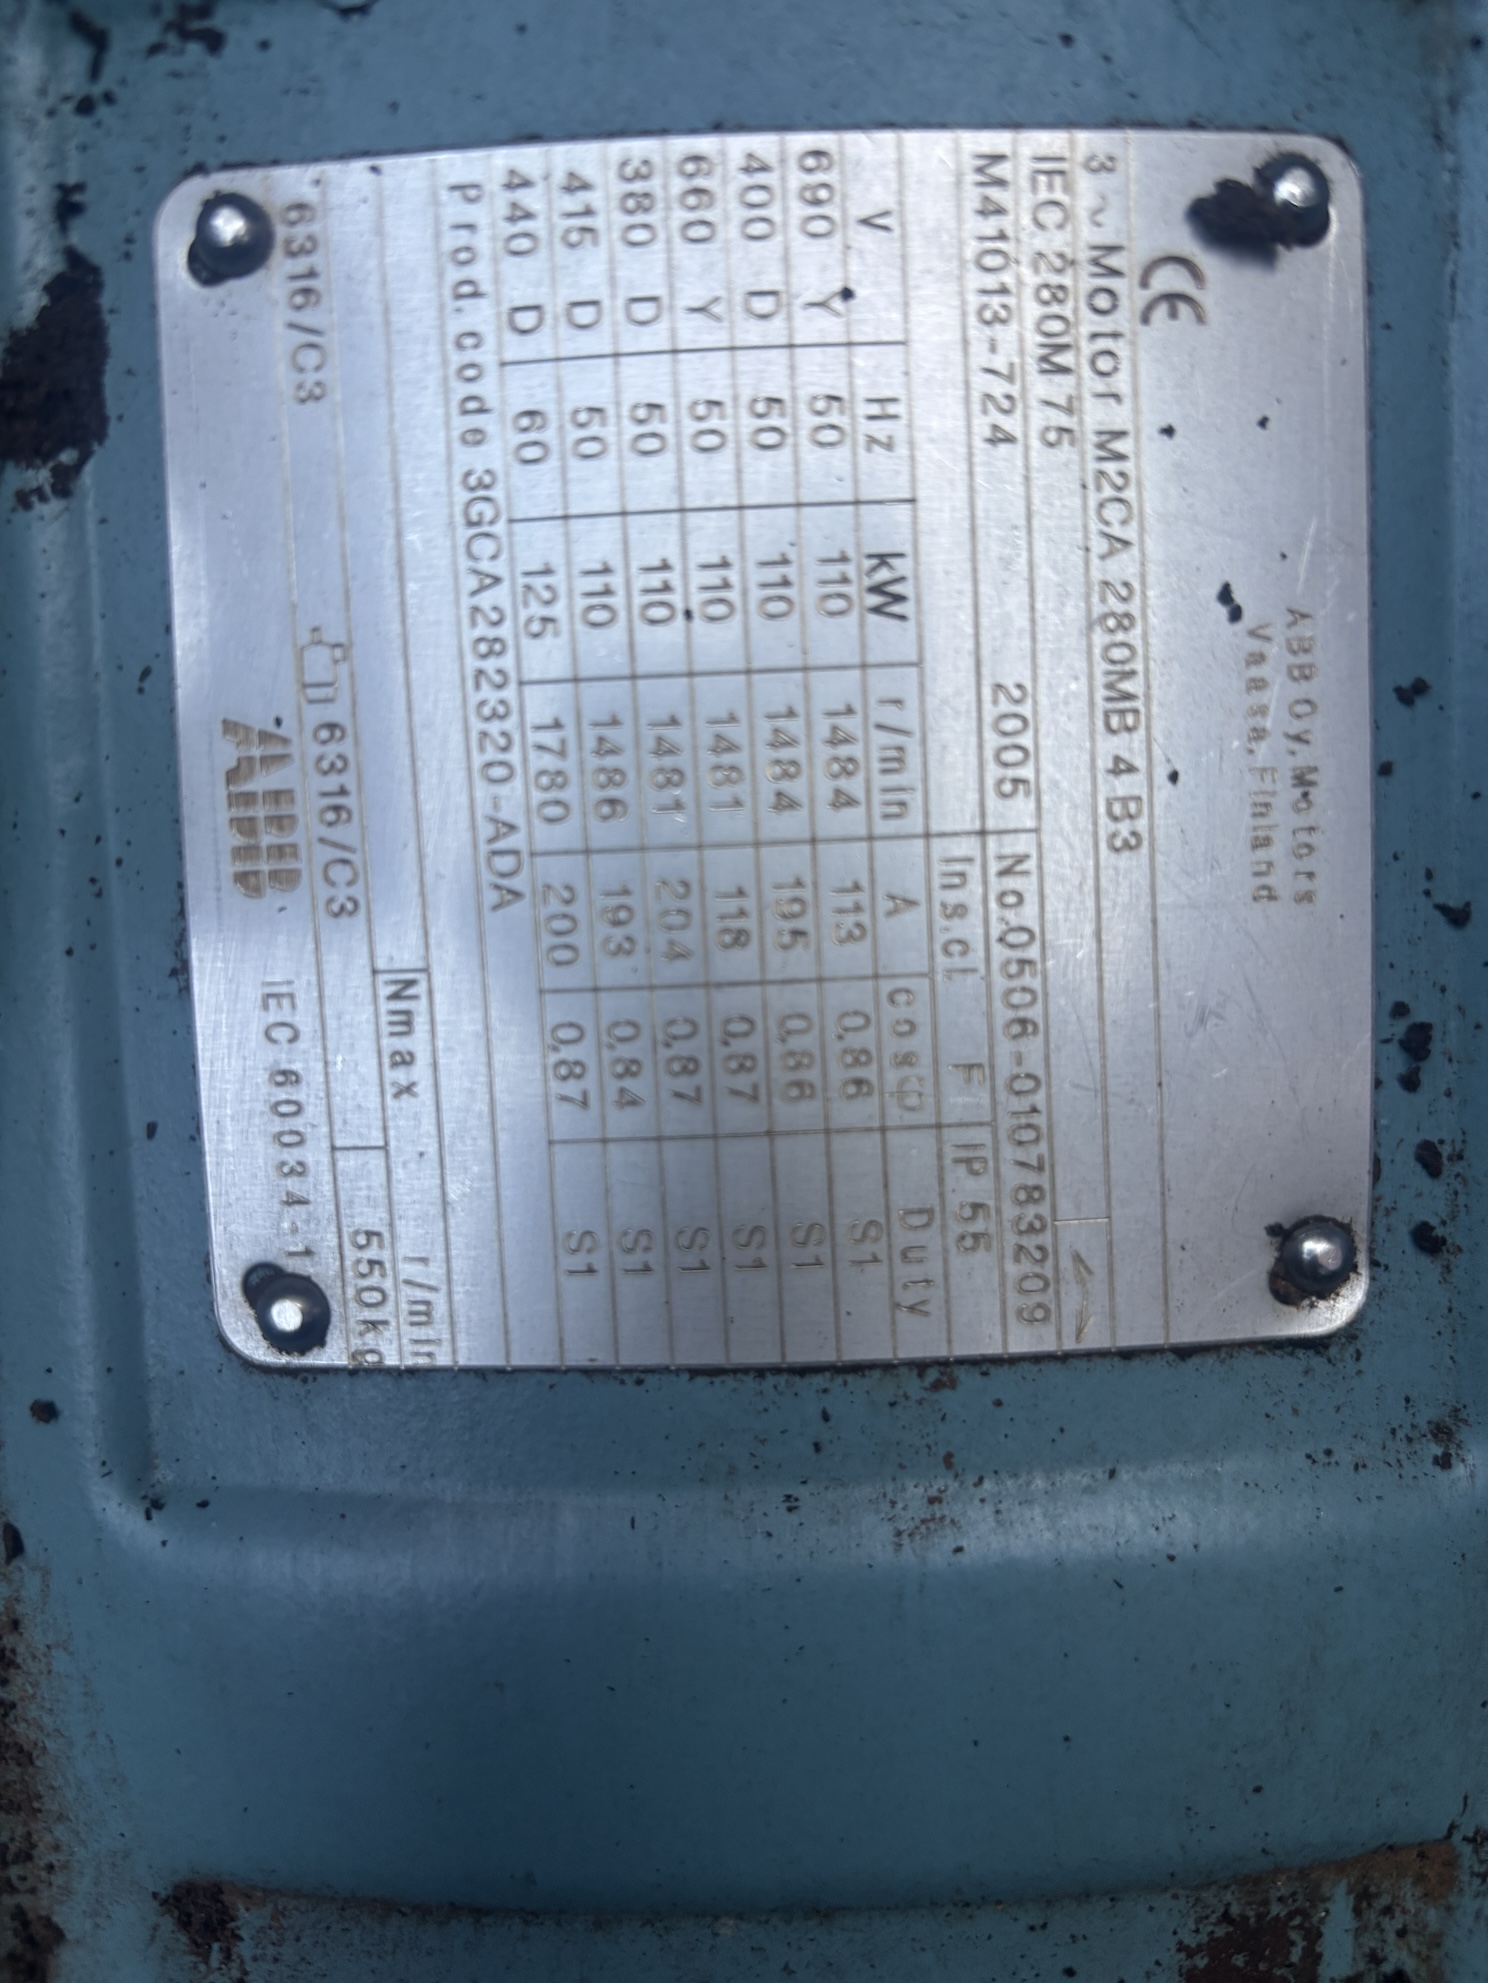 ABB Oy, Motors
Vaasa, Finland
CE
3~Motor M2CA 280MB 4 B3
IEC 280M 75
M41013-724 2005 No.0506-010783209
Ins.cl. F IP 55
V Hz kW r/min A cosφ Duty
690 Y 50 110 1484 113 0,86 S1
400 D 50 110 1484 195 0,86 S1
660 Y 50 110 1481 118 0,87 S1
380 D 50 110 1481 204 0,87 S1
415 D 50 110 1486 193 0,84 S1
440 D 60 125 1780 200 0,87 S1
Prod.code 3GCA282320-ADA
Nmax r/min
6316/C3 6316/C3 550kg
ABB IEC 60034-1